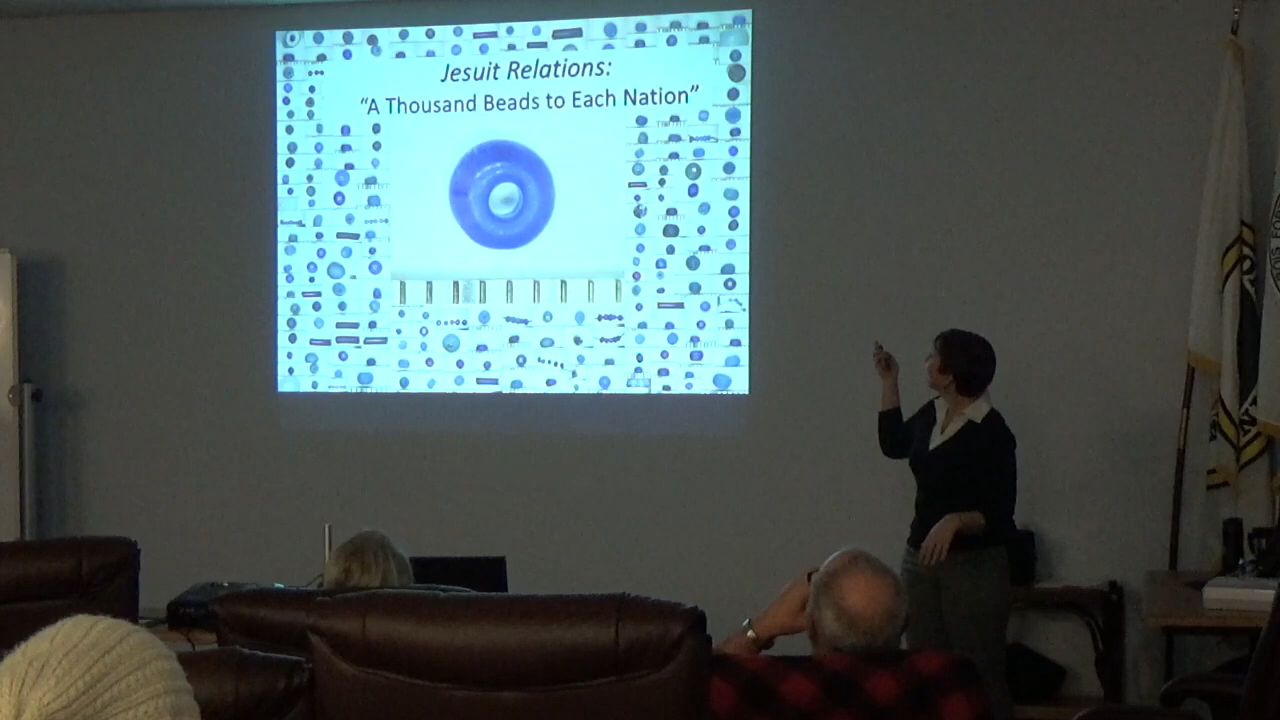 Jesuit Relations:
“A Thousand Beads to Each Nation”